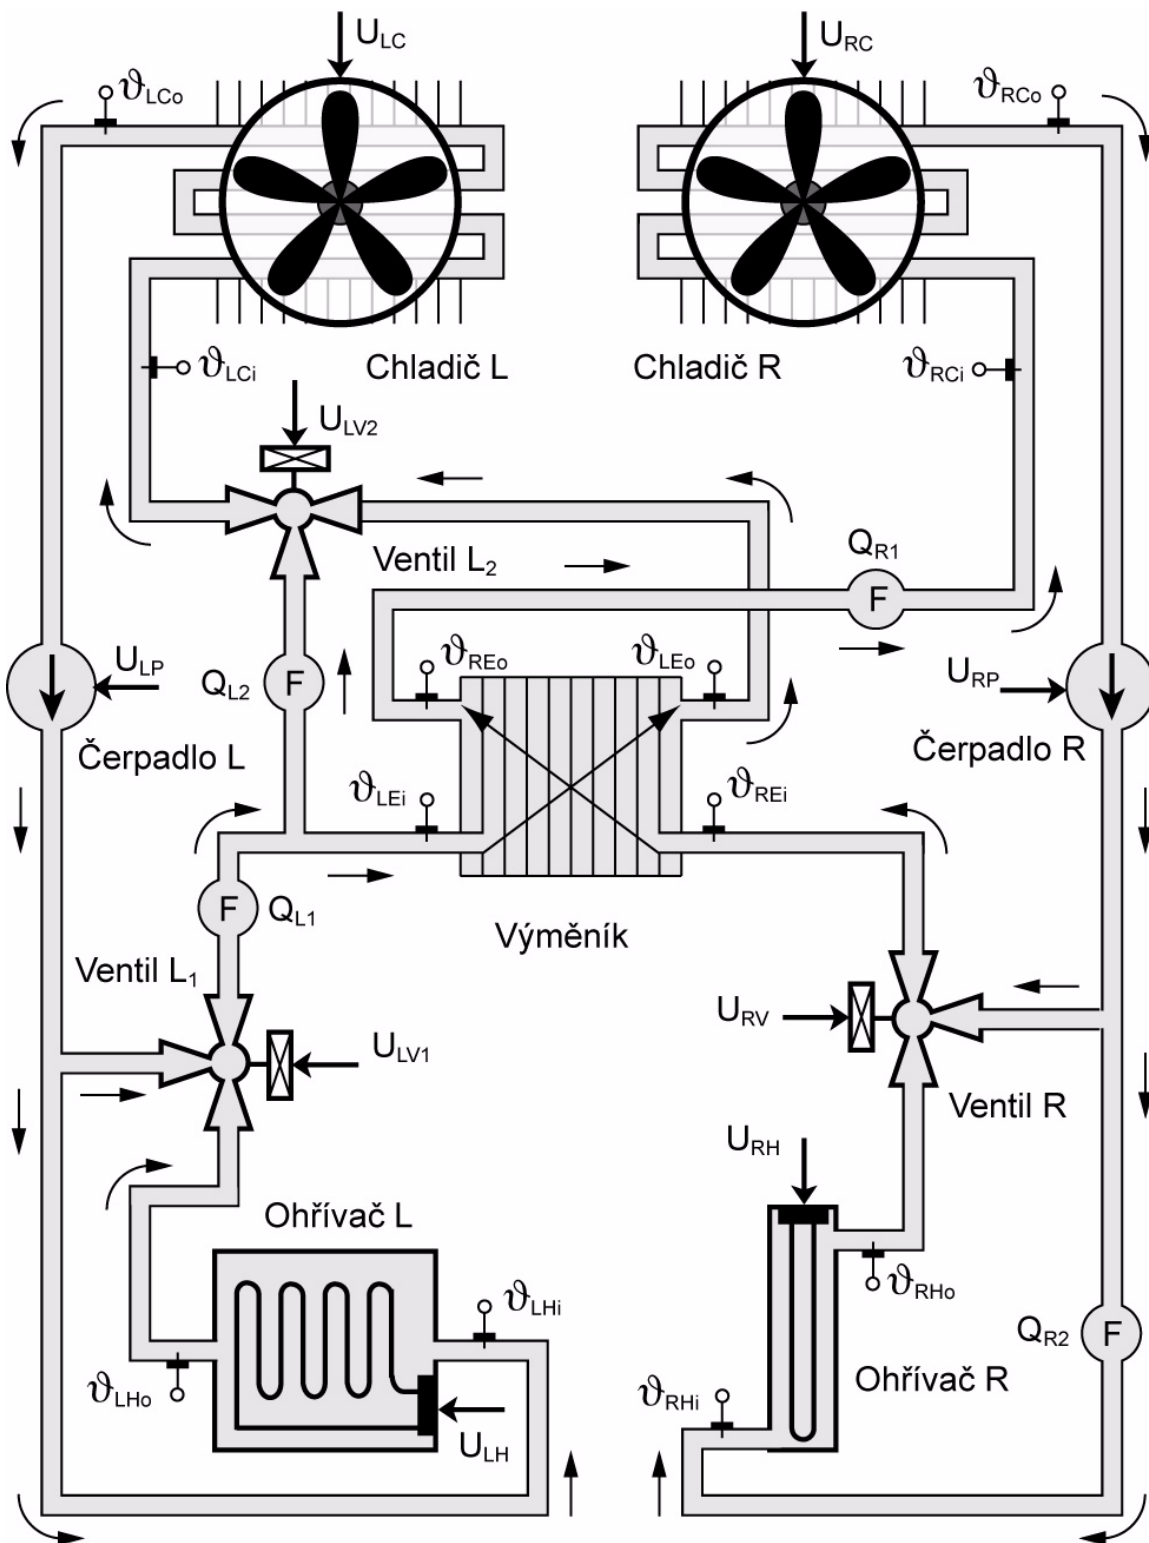 U_LC
U_RC
ϑ_LCo
ϑ_RCo
Chladič L
Chladič R
ϑ_LCi
ϑ_RCi
U_LV2
Ventil L₂
Q_R1
F
ϑ_REo
ϑ_LEo
U_LP
Q_L2
F
U_RP
Čerpadlo L
Čerpadlo R
ϑ_LEi
ϑ_REi
F
Q_L1
Výměník
Ventil L₁
U_RV
U_LV1
Ventil R
U_RH
Ohřívač L
ϑ_RHo
ϑ_LHi
Q_R2
F
ϑ_LHo
Ohřívač R
ϑ_RHi
U_LH